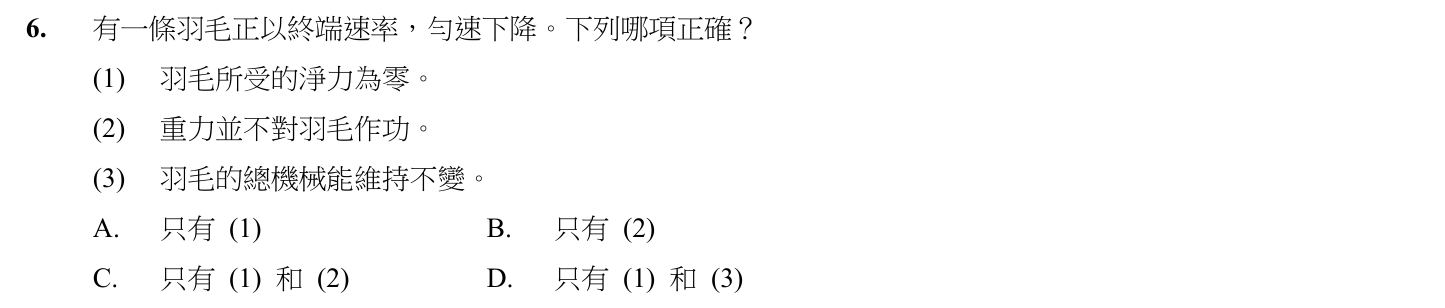 6. 有一條羽毛正以終端速率，勻速下降。下列哪項正確？
(1) 羽毛所受的淨力為零。
(2) 重力並不對羽毛作功。
(3) 羽毛的總機械能維持不變。
A. 只有 (1) B. 只有 (2)
C. 只有 (1) 和 (2) D. 只有 (1) 和 (3)